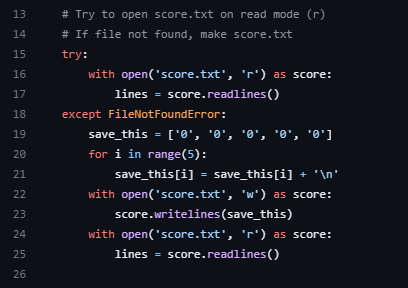 13 # Try to open score.txt on read mode (r)
14 # If file not found, make score.txt
15 try:
16     with open('score.txt', 'r') as score:
17         lines = score.readlines()
18 except FileNotFoundError:
19     save_this = ['0', '0', '0', '0', '0']
20     for i in range(5):
21         save_this[i] = save_this[i] + '\n'
22     with open('score.txt', 'w') as score:
23         score.writelines(save_this)
24     with open('score.txt', 'r') as score:
25         lines = score.readlines()
26